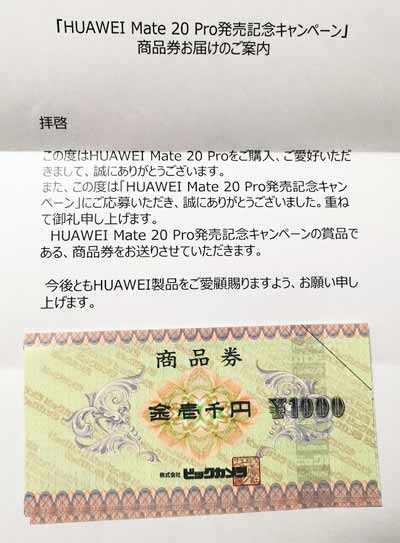 「HUAWEI Mate 20 Pro発売記念キャンペーン」
商品券お届けのご案内
拝啓
この度はHUAWEI Mate 20 Proをご購入、ご愛好いただ
きまして、誠にありがとうございます。
また、この度は「HUAWEI Mate 20 Pro発売記念キャン
ペーン」にご応募いただき、誠にありがとうございました。重ね
て御礼申し上げます。
HUAWEI Mate 20 Pro発売記念キャンペーンの賞品で
ある、商品券をお送りさせていただきます。
今後ともHUAWEI製品をご愛顧賜りますよう、お願い申し
上げます。
商品券
金壱千円 ¥1000
株式会社 ビックカメラ